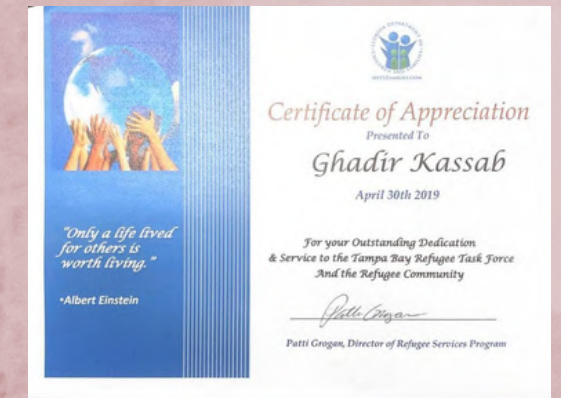 Certificate of Appreciation
Presented To
Ghadir Kassab
April 30th 2019
"Only a life lived
for others is
worth living."
•Albert Einstein
For your Outstanding Dedication
& Service to the Tampa Bay Refugee Task Force
And the Refugee Community
Patti Grogan
Patti Grogan, Director of Refugee Services Program